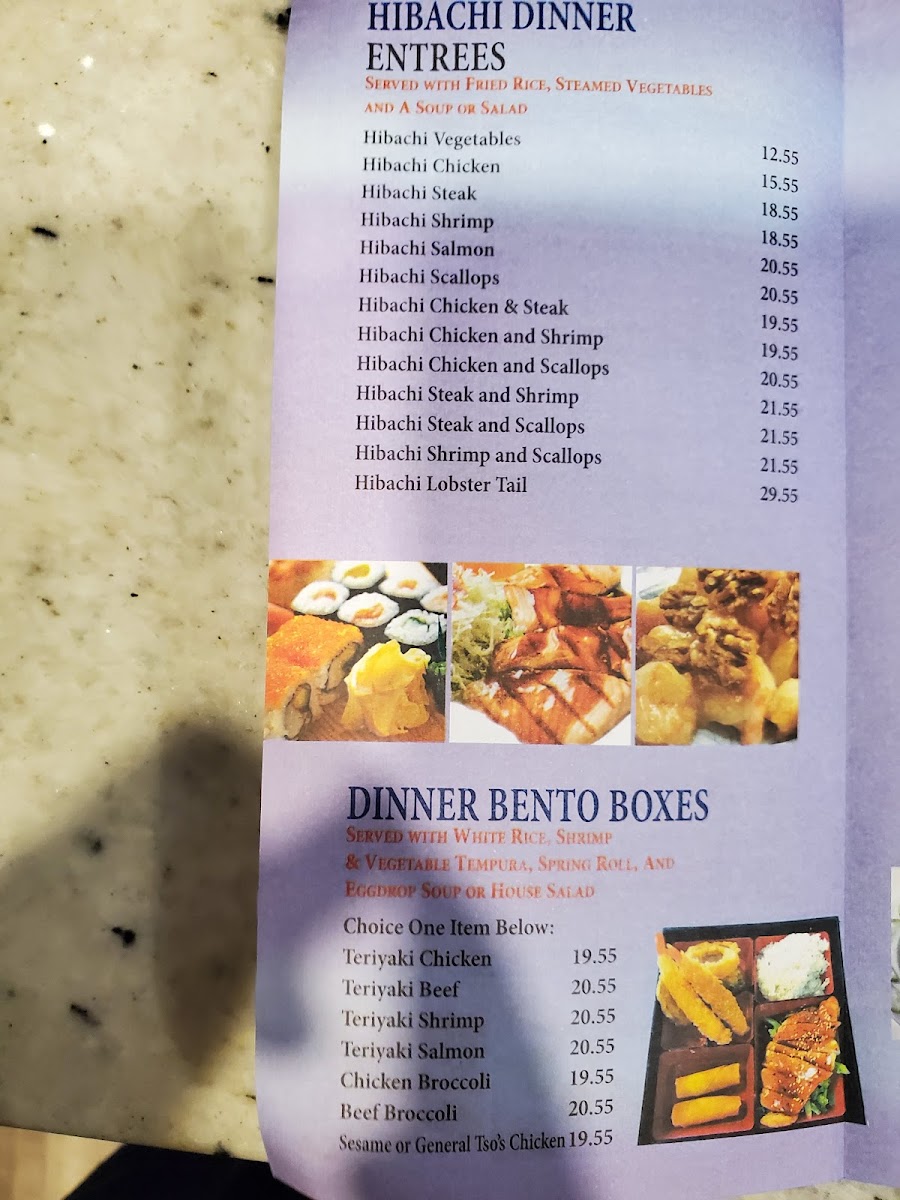 HIBACHI DINNER
ENTREES
SERVED WITH FRIED RICE, STEAMED VEGETABLES
AND A SOUP OR SALAD
Hibachi Vegetables 12.55
Hibachi Chicken 15.55
Hibachi Steak 18.55
Hibachi Shrimp 18.55
Hibachi Salmon 20.55
Hibachi Scallops 20.55
Hibachi Chicken & Steak 19.55
Hibachi Chicken and Shrimp 19.55
Hibachi Chicken and Scallops 20.55
Hibachi Steak and Shrimp 21.55
Hibachi Steak and Scallops 21.55
Hibachi Shrimp and Scallops 21.55
Hibachi Lobster Tail 29.55
DINNER BENTO BOXES
SERVED WITH WHITE RICE, SHRIMP
& VEGETABLE TEMPURA, SPRING ROLL, AND
EGGDROP SOUP OR HOUSE SALAD
Choice One Item Below:
Teriyaki Chicken 19.55
Teriyaki Beef 20.55
Teriyaki Shrimp 20.55
Teriyaki Salmon 20.55
Chicken Broccoli 19.55
Beef Broccoli 20.55
Sesame or General Tso's Chicken 19.55